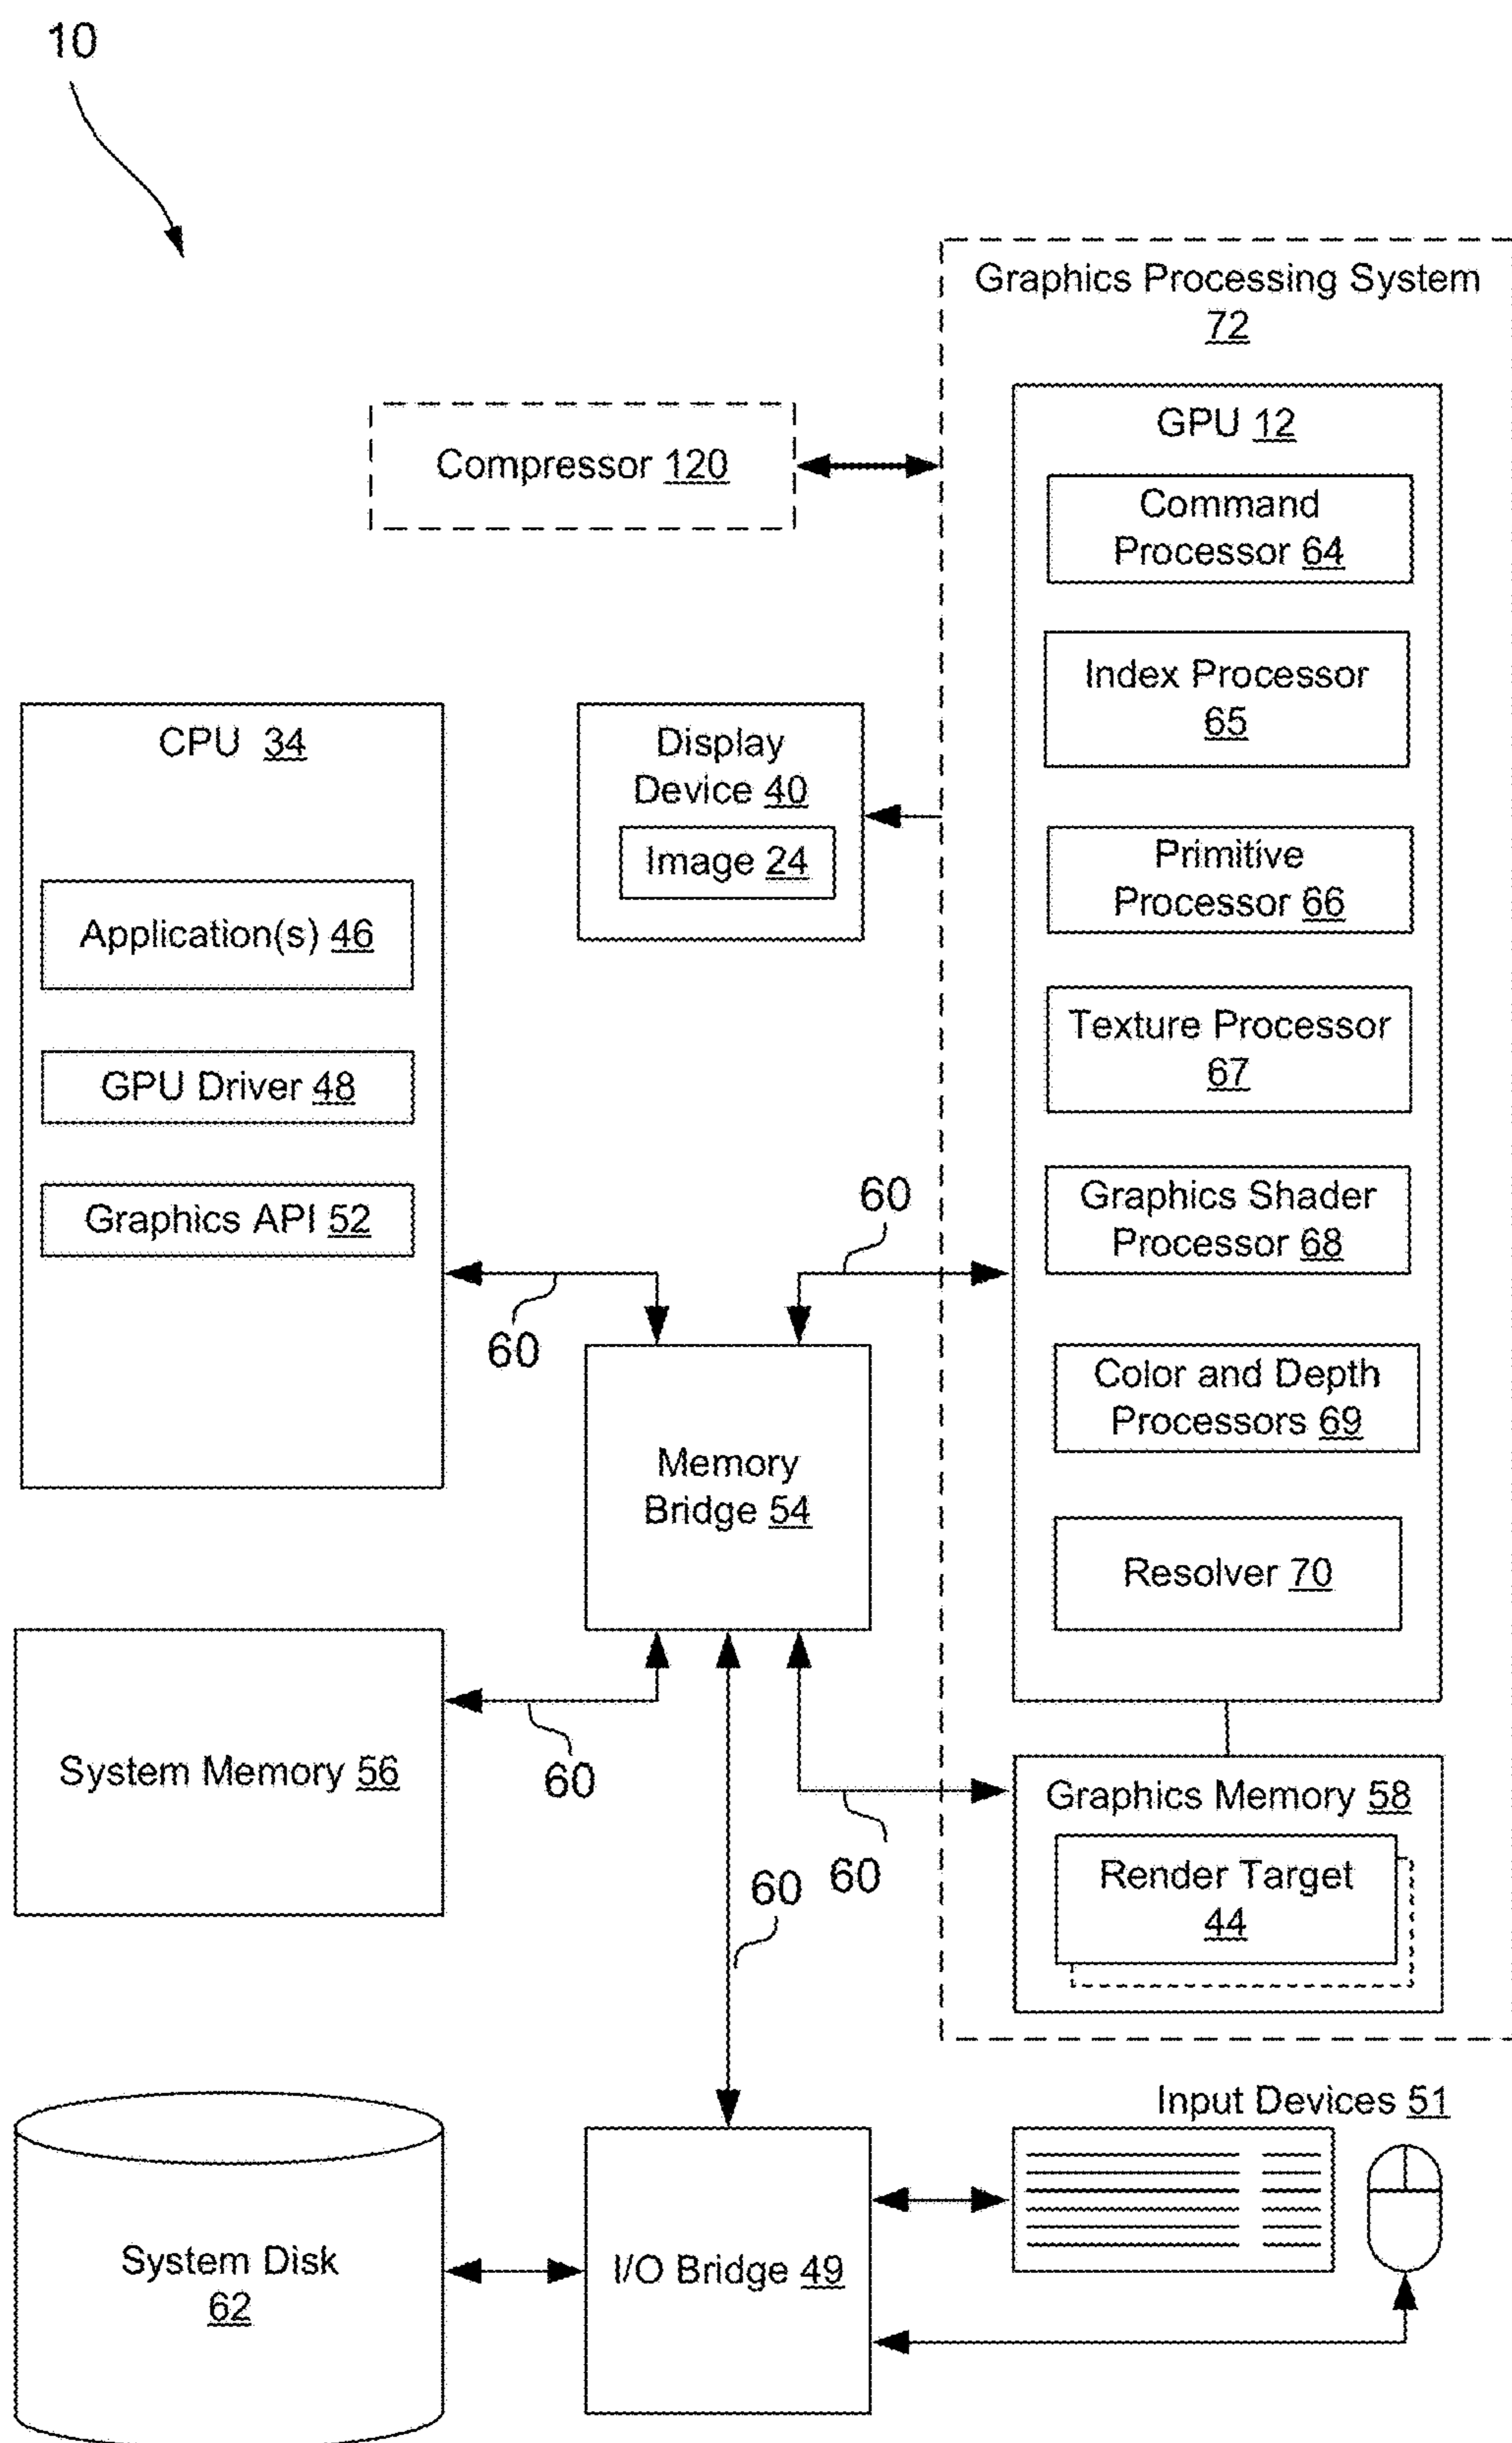 10
Graphics Processing System
72
GPU 12
Compressor 120
Command
Processor 64
Index Processor
65
CPU 34
Display
Device 40
Image 24
Primitive
Processor 66
Application(s) 46
Texture Processor
67
GPU Driver 48
Graphics Shader
Processor 68
Graphics API 52
60
60
Color and Depth
Processors 69
Memory
Bridge 54
Resolver 70
System Memory 56
60
Graphics Memory 58
60
60
Render Target
44
Input Devices 51
System Disk
62
I/O Bridge 49